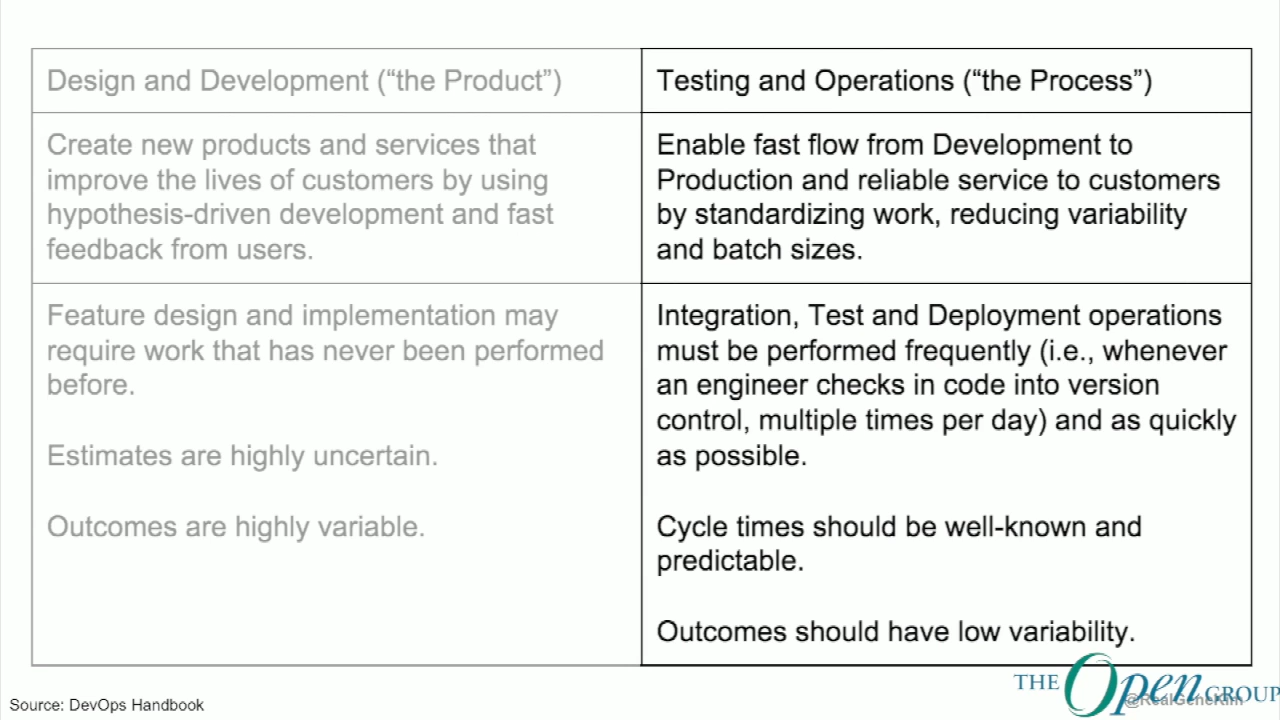 Design and Development (“the Product”)
Testing and Operations (“the Process”)
Create new products and services that
improve the lives of customers by using
hypothesis-driven development and fast
feedback from users.
Enable fast flow from Development to
Production and reliable service to customers
by standardizing work, reducing variability
and batch sizes.
Feature design and implementation may
require work that has never been performed
before.
Estimates are highly uncertain.
Outcomes are highly variable.
Integration, Test and Deployment operations
must be performed frequently (i.e., whenever
an engineer checks in code into version
control, multiple times per day) and as quickly
as possible.
Cycle times should be well-known and
predictable.
Outcomes should have low variability.
Source: DevOps Handbook
THE Open GROUP
@RealGeneKim